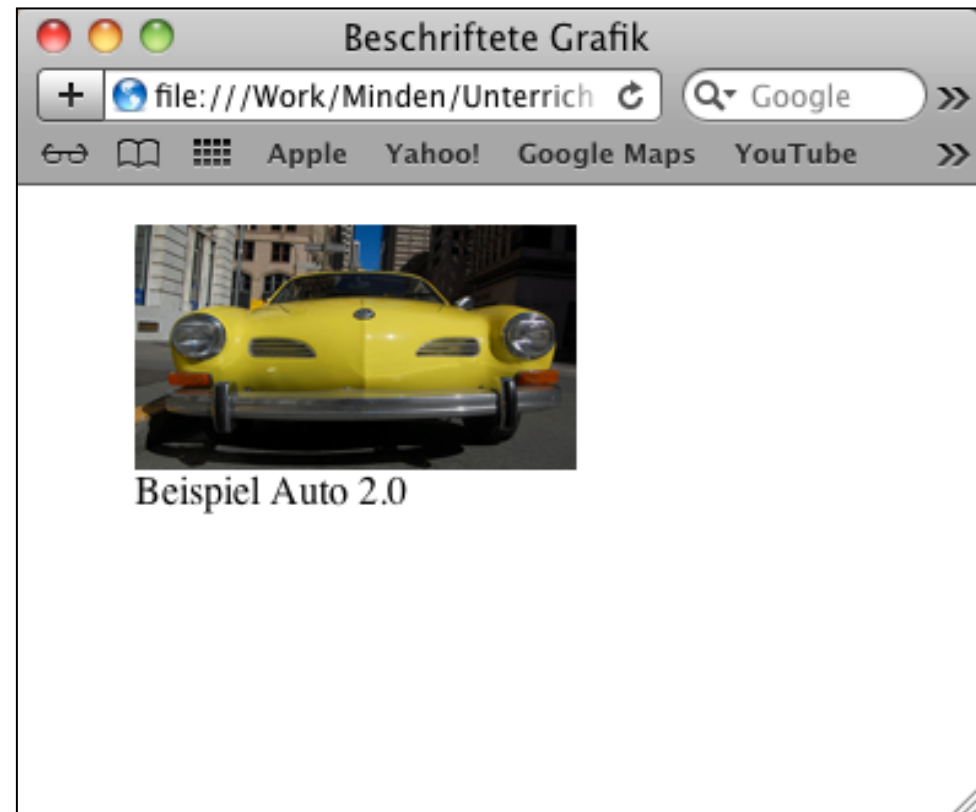 Beschriftete Grafik
file:///Work/Minden/Unterrich
Google
Apple Yahoo! Google Maps YouTube
Beispiel Auto 2.0